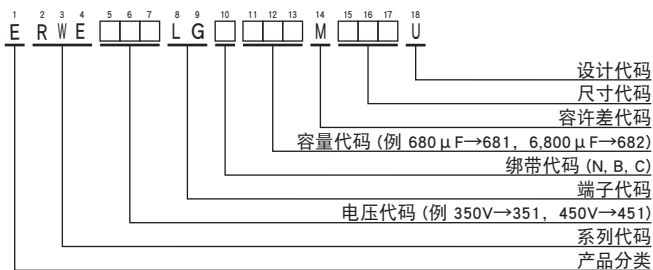 1 2 3 4 5 6 7 8 9 10 11 12 13 14 15 16 17 18
E R W E □□□ L G □ □□□ M □□□ U
设计代码
尺寸代码
容许差代码
容量代码 (例 680μF→681, 6,800μF→682)
绑带代码 (N, B, C)
端子代码
电压代码 (例 350V→351, 450V→451)
系列代码
产品分类